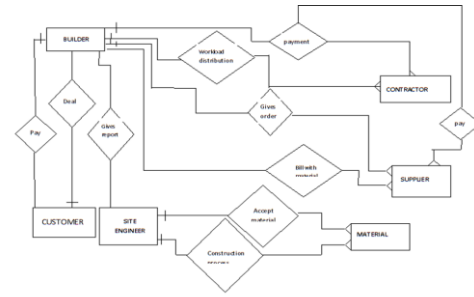 BUILDER
payment
Workload
distribution
CONTRACTOR
Deal
Gives
order
Pay
Gives
report
pay
Bill with
material
SUPPLIER
CUSTOMER
SITE
ENGINEER
Accept
material
MATERIAL
Construction